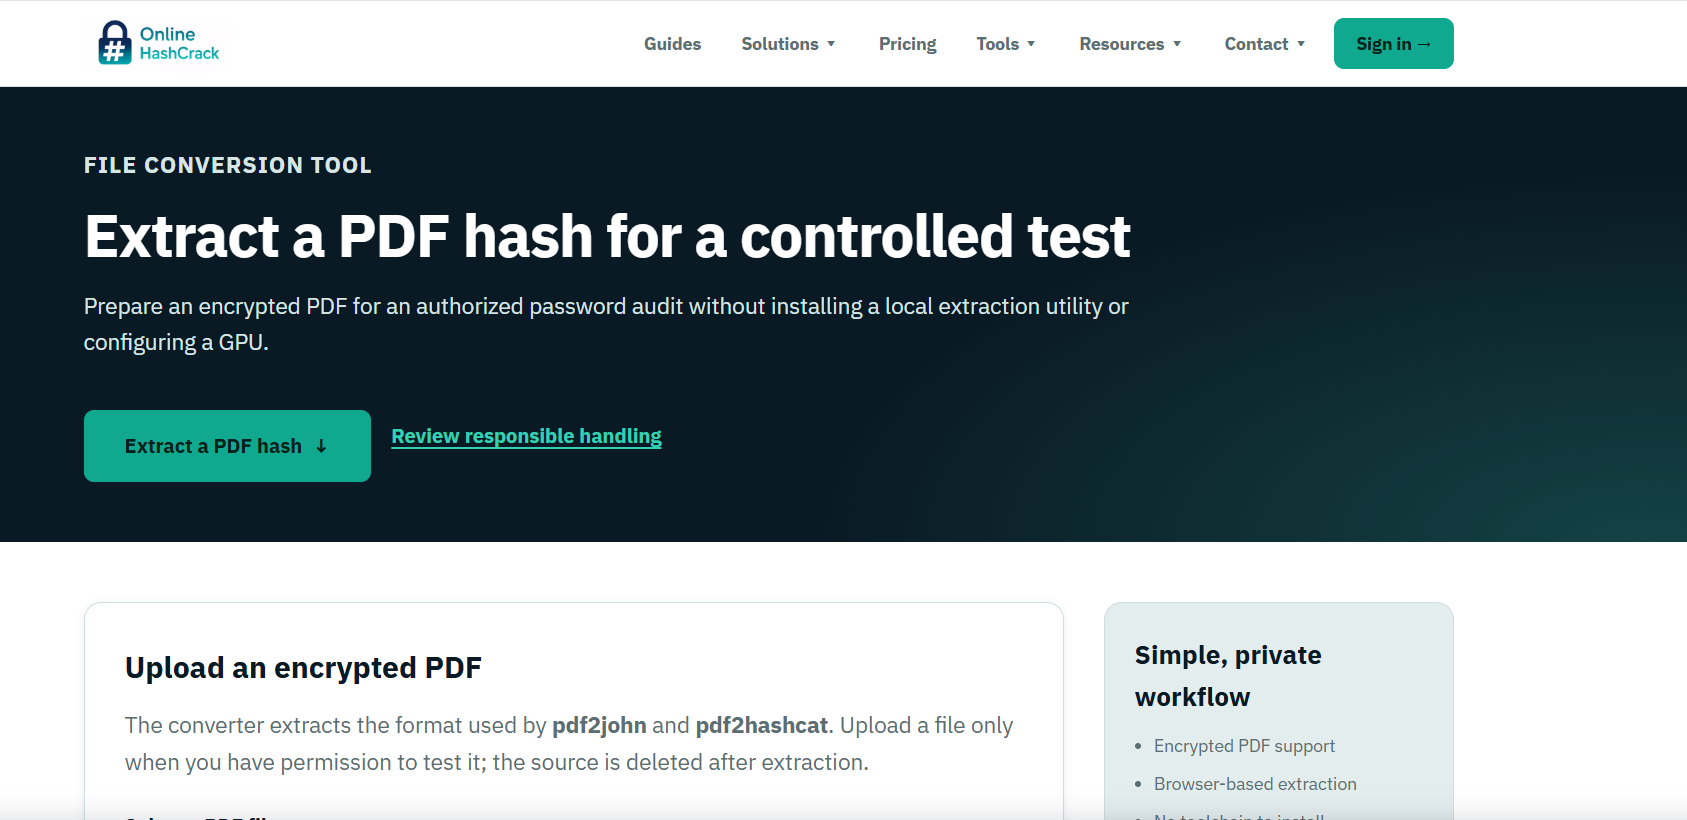 Online
HashCrack
Guides
Solutions
Pricing
Tools
Resources
Contact
Sign in →
FILE CONVERSION TOOL
Extract a PDF hash for a controlled test
Prepare an encrypted PDF for an authorized password audit without installing a local extraction utility or
configuring a GPU.
Extract a PDF hash ↓
Review responsible handling
Upload an encrypted PDF
The converter extracts the format used by pdf2john and pdf2hashcat. Upload a file only
when you have permission to test it; the source is deleted after extraction.
Simple, private
workflow
• Encrypted PDF support
• Browser-based extraction